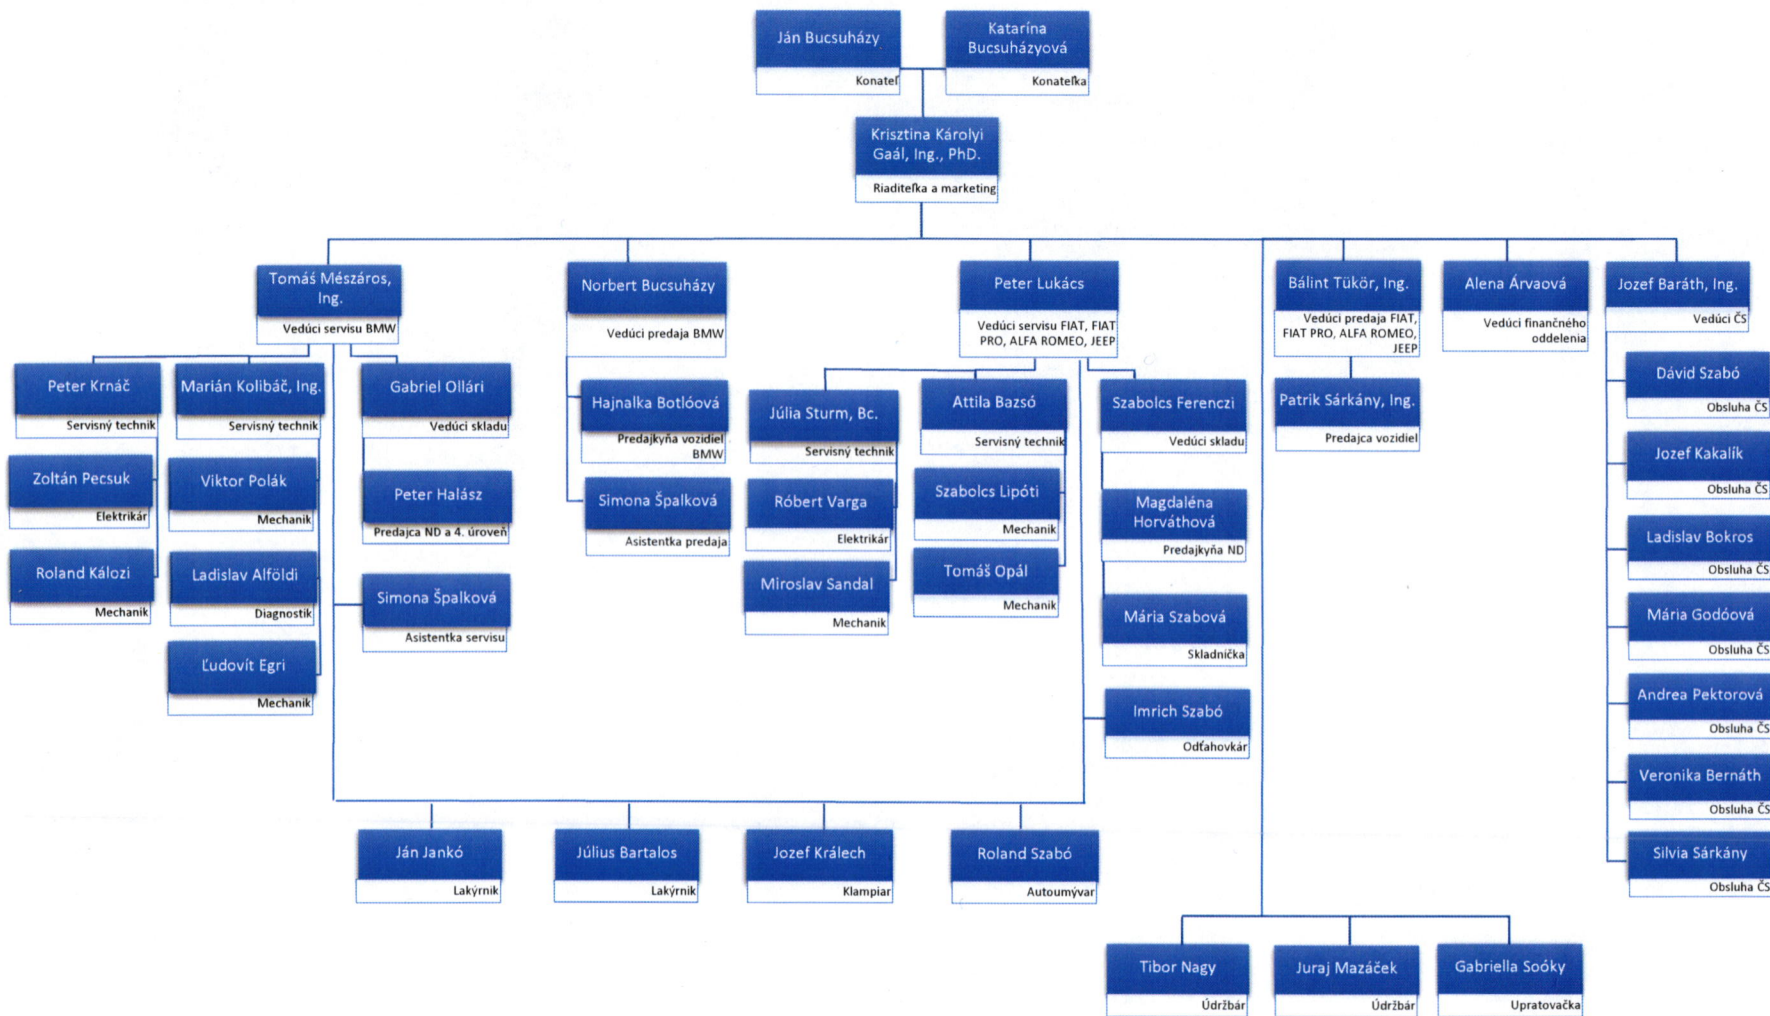 Ján Bucsuházy
Konateľ
Katarína
Bucsuházyová
Konateľka
Krisztina Károlyi
Gaál, Ing., PhD.
Riaditeľka a marketing
Tomáš Mészáros,
Ing.
Vedúci servisu BMW
Norbert Bucsuházy
Vedúci predaja BMW
Peter Lukács
Vedúci servisu FIAT, FIAT
PRO, ALFA ROMEO, JEEP
Bálint Tükör, Ing.
Vedúci predaja FIAT,
FIAT PRO, ALFA ROMEO,
JEEP
Alena Árvaová
Vedúci finančného
oddelenia
Jozef Baráth, Ing.
Vedúci ČS
Peter Krnáč
Servisný technik
Zoltán Pecsuk
Elektrikár
Roland Kálozi
Mechanik
Marián Kolibáč, Ing.
Servisný technik
Viktor Polák
Mechanik
Ladislav Alföldi
Diagnostik
Ľudovít Egri
Mechanik
Gabriel Ollári
Vedúci skladu
Peter Halász
Predajca ND a 4. úroveň
Simona Špalková
Asistentka servisu
Hajnalka Botlóová
Predajkyňa vozidiel
BMW
Simona Špalková
Asistentka predaja
Júlia Sturm, Bc.
Servisný technik
Róbert Varga
Elektrikár
Miroslav Sandal
Mechanik
Attila Bazsó
Servisný technik
Szabolcs Lipóti
Mechanik
Tomáš Opál
Mechanik
Szabolcs Ferenczi
Vedúci skladu
Magdaléna
Horváthová
Predajkyňa ND
Mária Szabová
Skladníčka
Imrich Szabó
Odťahovkár
Patrik Sárkány, Ing.
Predajca vozidiel
Dávid Szabó
Obsluha ČS
Jozef Kakalík
Obsluha ČS
Ladislav Bokros
Obsluha ČS
Mária Godóová
Obsluha ČS
Andrea Pektorová
Obsluha ČS
Veronika Bernáth
Obsluha ČS
Silvia Sárkány
Obsluha ČS
Ján Jankó
Lakýrnik
Július Bartalos
Lakýrnik
Jozef Králech
Klampiar
Roland Szabó
Autoumývar
Tibor Nagy
Údržbár
Juraj Mazáček
Údržbár
Gabriella Soóky
Upratovačka